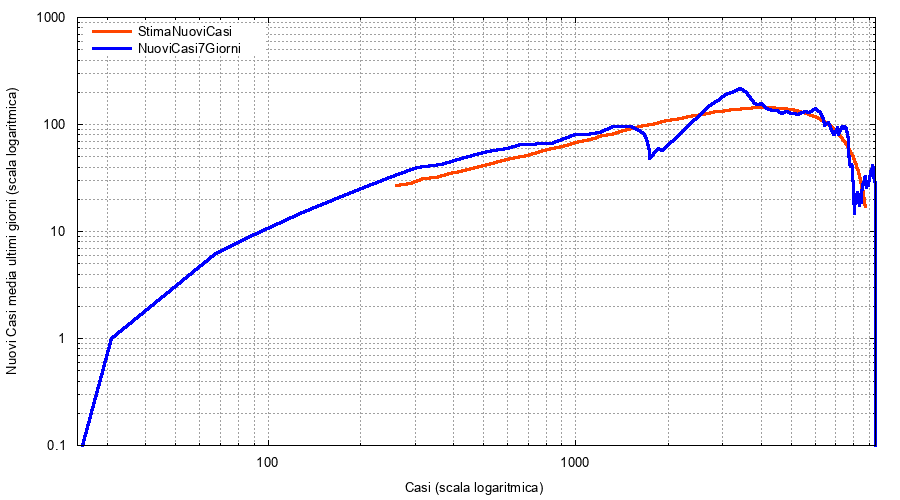 1000
StimaNuoviCasi
NuoviCasi7Giorni
100
10
1
0.1
Nuovi Casi media ultimi giorni (scala logaritmica)
100
1000
Casi (scala logaritmica)